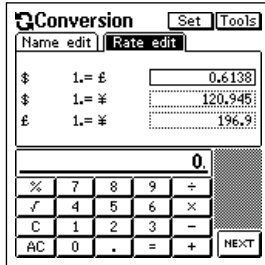 Conversion Set Tools
Name edit Rate edit
$ 1.= £ 0.6138
$ 1.= ¥ 120.945
£ 1.= ¥ 196.9
0.
% 7 8 9 ÷
√ 4 5 6 ×
C 1 2 3 −
AC 0 . = + NEXT